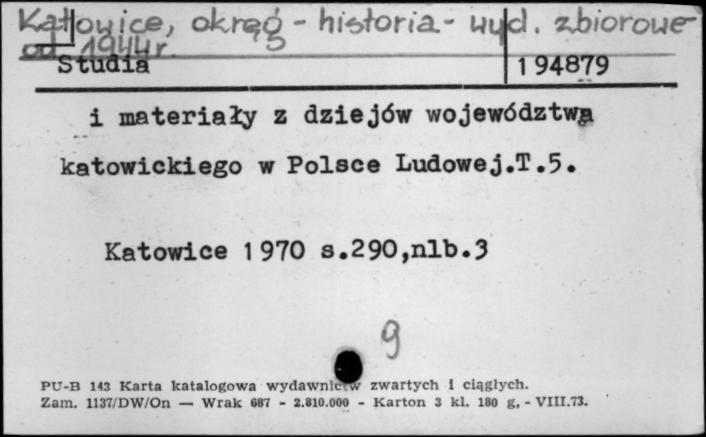 Katowice, okręg - historia - wyd. zbiorowe
od 1944r.
Studia 194879
i materiały z dziejów województwa
katowickiego w Polsce Ludowej.T.5.
Katowice 1970 s.290,nlb.3
9
PU-B 143 Karta katalogowa wydawnictw zwartych i ciągłych.
Zam. 1137/DW/On — Wrak 687 - 2.810.000 - Karton 3 kl. 180 g, - VIII.73.